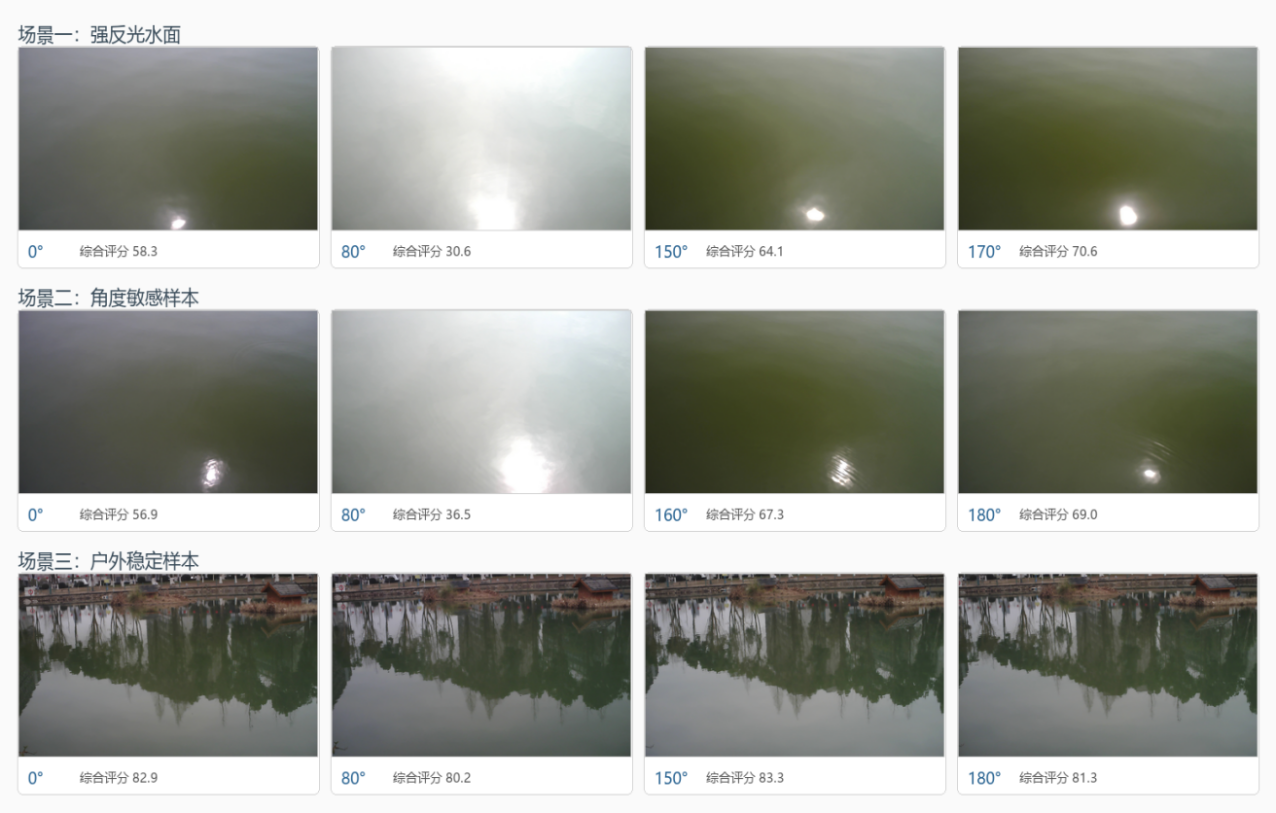 场景一：强反光水面
0° 综合评分 58.3
80° 综合评分 30.6
150° 综合评分 64.1
170° 综合评分 70.6
场景二：角度敏感样本
0° 综合评分 56.9
80° 综合评分 36.5
160° 综合评分 67.3
180° 综合评分 69.0
场景三：户外稳定样本
0° 综合评分 82.9
80° 综合评分 80.2
150° 综合评分 83.3
180° 综合评分 81.3